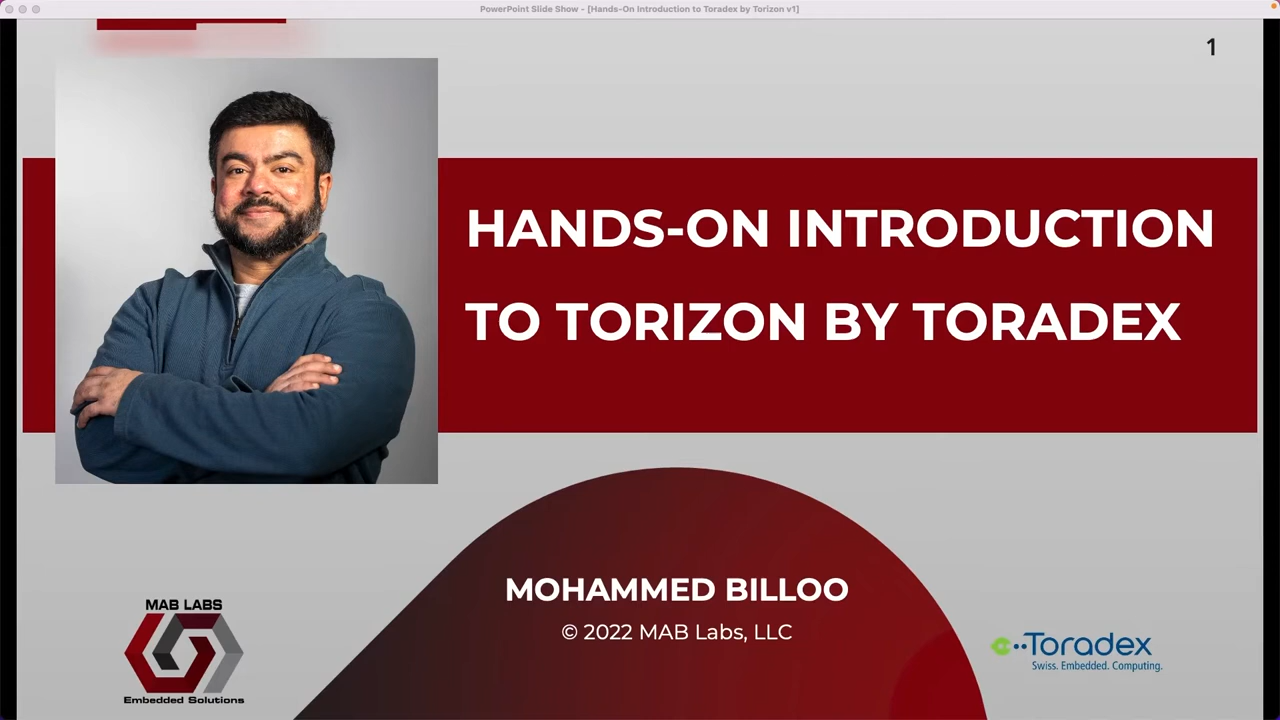 PowerPoint Slide Show - [Hands-On Introduction to Toradex by Torizon v1]
1
HANDS-ON INTRODUCTION
TO TORIZON BY TORADEX
MOHAMMED BILLOO
© 2022 MAB Labs, LLC
MAB LABS
Embedded Solutions
Toradex
Swiss. Embedded. Computing.